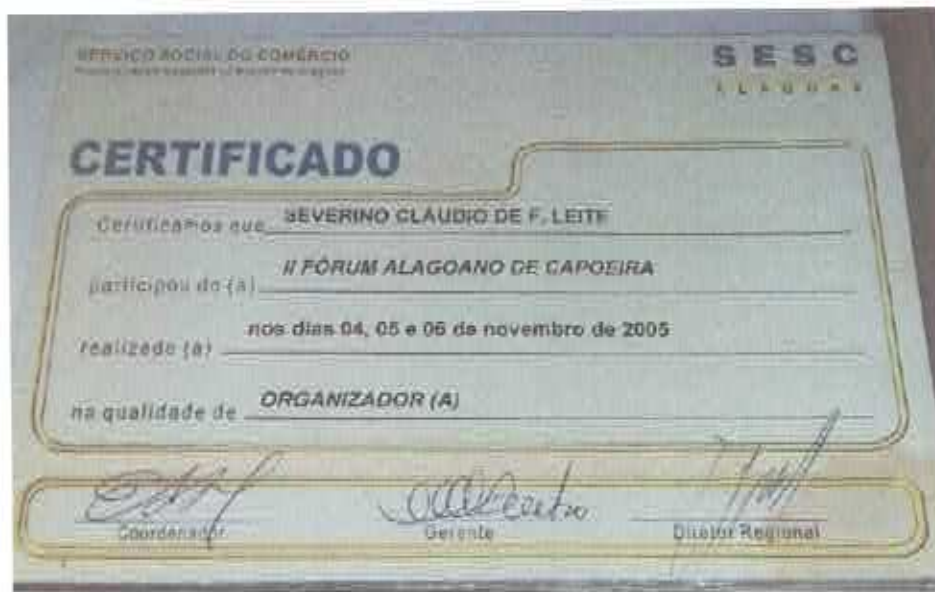 SERVIÇO SOCIAL DO COMÉRCIO
SESC
ALAGOAS
CERTIFICADO
Certificamos que SEVERINO CLAUDIO DE F. LEITE
participou do (a) II FÓRUM ALAGOANO DE CAPOEIRA
realizado (a) nos dias 04, 05 e 06 de novembro de 2005
na qualidade de ORGANIZADOR (A)
Coordenador
Gerente
Diretor Regional